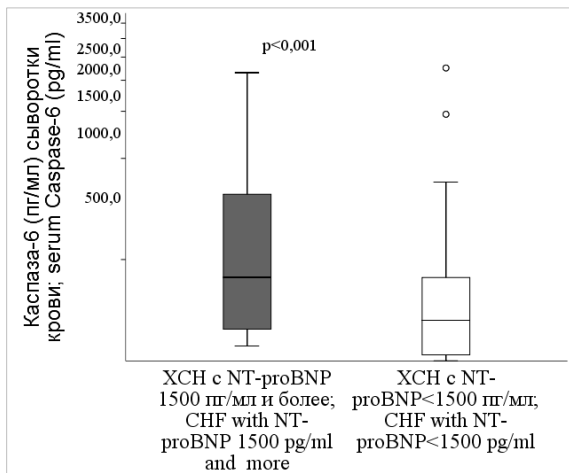 3500,0
2500,0
2000,0
1500,0
1000,0
500,0
p<0,001
Каспаза-6 (пг/мл) сыворотки
крови; serum Caspase-6 (pg/ml)
ХСН с NT-proBNP
1500 пг/мл и более;
CHF with NT-
proBNP 1500 pg/ml
and more
ХСН с NT-
proBNP<1500 пг/мл;
CHF with NT-
proBNP<1500 pg/ml